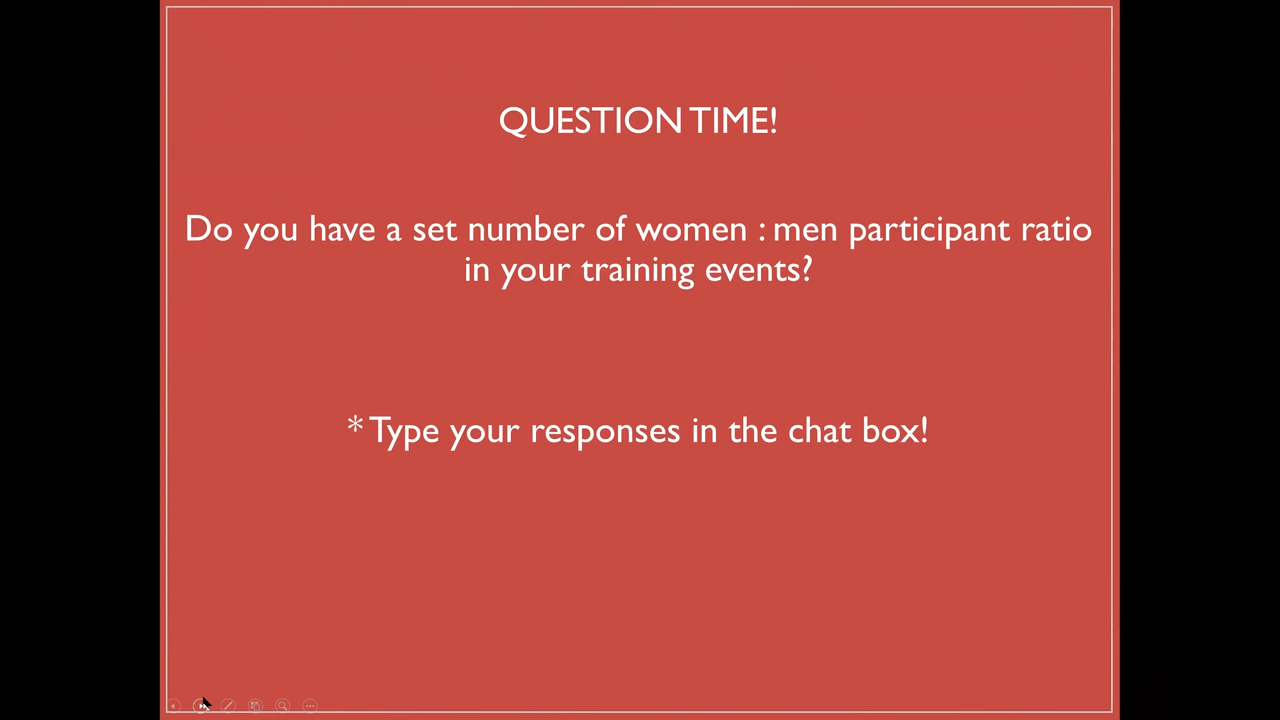 QUESTION TIME!
Do you have a set number of women : men participant ratio
in your training events?
* Type your responses in the chat box!